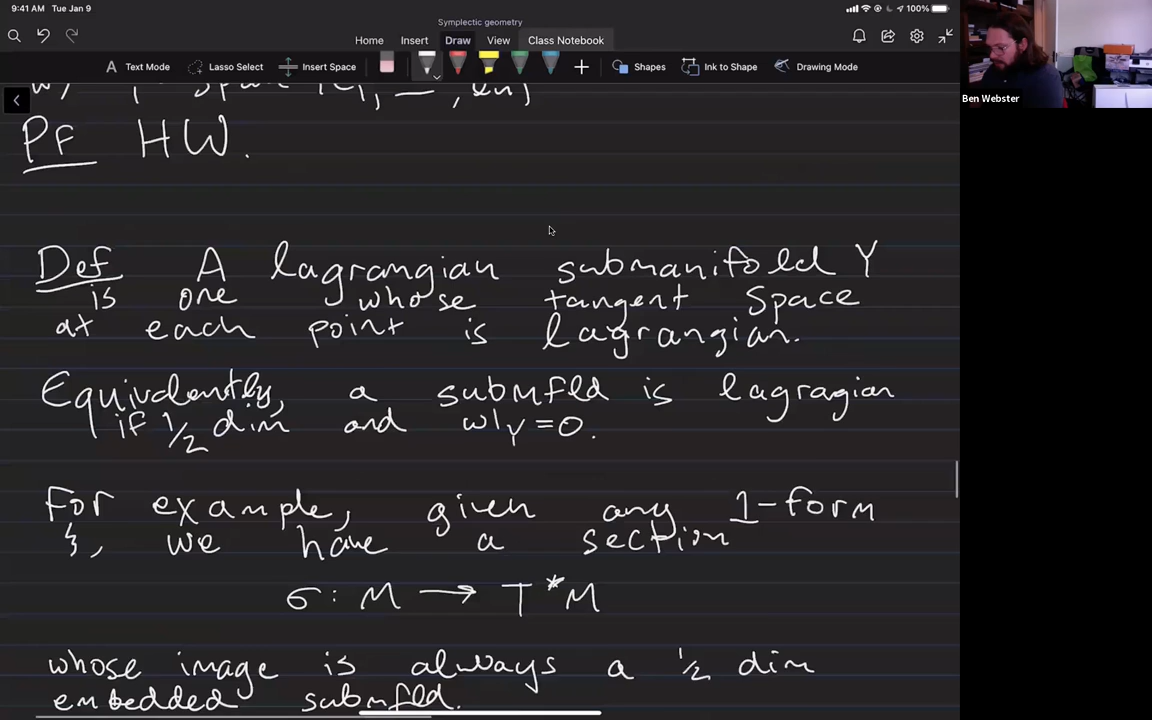 9:41 AM Tue Jan 9
100%
Symplectic geometry
Home Insert Draw View Class Notebook
Text Mode Lasso Select Insert Space Shapes Ink to Shape Drawing Mode
Ben Webster
Pf HW.
Def A lagrangian submanifold Y
is one whose tangent space
at each point is lagrangian.
Equivalently, a submfld is lagragian
if 1/2 dim and ω|Y = 0.
For example, given any 1-form
ξ, we have a section
σ: M → T*M
whose image is always a 1/2 dim
embedded submfld.